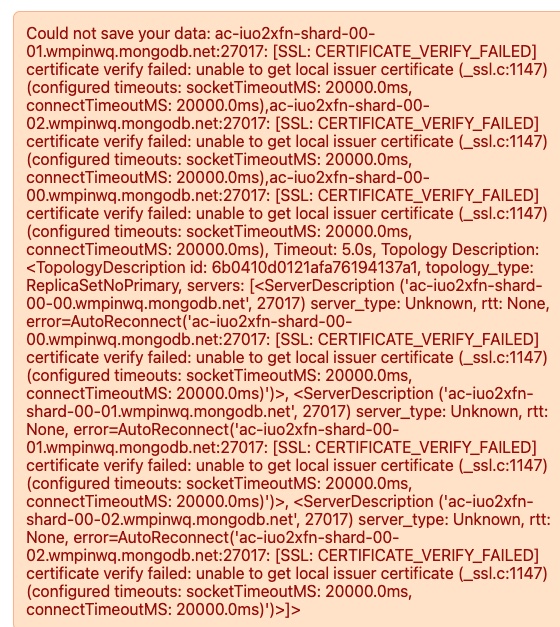 Could not save your data: ac-iuo2xfn-shard-00-
01.wmpinwq.mongodb.net:27017: [SSL: CERTIFICATE_VERIFY_FAILED]
certificate verify failed: unable to get local issuer certificate (_ssl.c:1147)
(configured timeouts: socketTimeoutMS: 20000.0ms,
connectTimeoutMS: 20000.0ms),ac-iuo2xfn-shard-00-
02.wmpinwq.mongodb.net:27017: [SSL: CERTIFICATE_VERIFY_FAILED]
certificate verify failed: unable to get local issuer certificate (_ssl.c:1147)
(configured timeouts: socketTimeoutMS: 20000.0ms,
connectTimeoutMS: 20000.0ms),ac-iuo2xfn-shard-00-
00.wmpinwq.mongodb.net:27017: [SSL: CERTIFICATE_VERIFY_FAILED]
certificate verify failed: unable to get local issuer certificate (_ssl.c:1147)
(configured timeouts: socketTimeoutMS: 20000.0ms,
connectTimeoutMS: 20000.0ms), Timeout: 5.0s, Topology Description:
<TopologyDescription id: 6b0410d0121afa76194137a1, topology_type:
ReplicaSetNoPrimary, servers: [<ServerDescription ('ac-iuo2xfn-shard-
00-00.wmpinwq.mongodb.net', 27017) server_type: Unknown, rtt: None,
error=AutoReconnect('ac-iuo2xfn-shard-00-
00.wmpinwq.mongodb.net:27017: [SSL: CERTIFICATE_VERIFY_FAILED]
certificate verify failed: unable to get local issuer certificate (_ssl.c:1147)
(configured timeouts: socketTimeoutMS: 20000.0ms,
connectTimeoutMS: 20000.0ms)')>, <ServerDescription ('ac-iuo2xfn-
shard-00-01.wmpinwq.mongodb.net', 27017) server_type: Unknown, rtt:
None, error=AutoReconnect('ac-iuo2xfn-shard-00-
01.wmpinwq.mongodb.net:27017: [SSL: CERTIFICATE_VERIFY_FAILED]
certificate verify failed: unable to get local issuer certificate (_ssl.c:1147)
(configured timeouts: socketTimeoutMS: 20000.0ms,
connectTimeoutMS: 20000.0ms)')>, <ServerDescription ('ac-iuo2xfn-
shard-00-02.wmpinwq.mongodb.net', 27017) server_type: Unknown, rtt:
None, error=AutoReconnect('ac-iuo2xfn-shard-00-
02.wmpinwq.mongodb.net:27017: [SSL: CERTIFICATE_VERIFY_FAILED]
certificate verify failed: unable to get local issuer certificate (_ssl.c:1147)
(configured timeouts: socketTimeoutMS: 20000.0ms,
connectTimeoutMS: 20000.0ms)')>]>